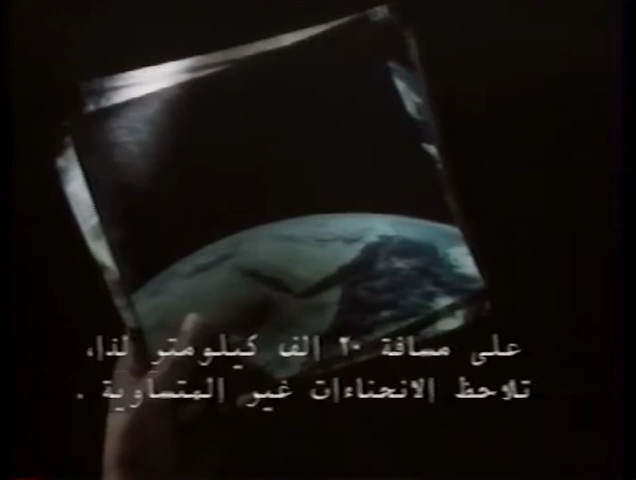 على مسافة ٢٠ الف كيلومتر لذا،
تلاحظ الانحناءات غير المتساوية .